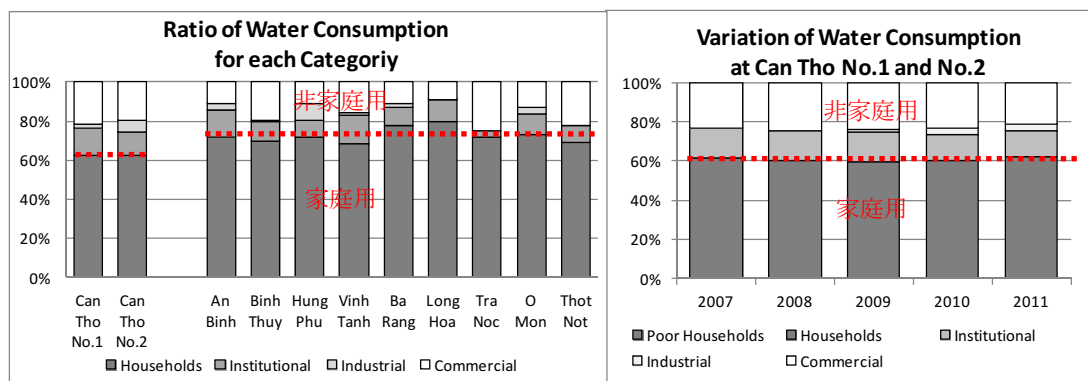 Ratio of Water Consumption
for each Categoriy
100%
80%
60%
40%
20%
0%
非家庭用
家庭用
Can Tho No.1
Can Tho No.2
An Binh
Binh Thuy
Hung Phu
Vinh Tanh
Ba Rang
Long Hoa
Tra Noc
O Mon
Thot Not
Households
Institutional
Industrial
Commercial
Variation of Water Consumption
at Can Tho No.1 and No.2
100%
80%
60%
40%
20%
0%
非家庭用
家庭用
2007
2008
2009
2010
2011
Poor Households
Households
Institutional
Industrial
Commercial